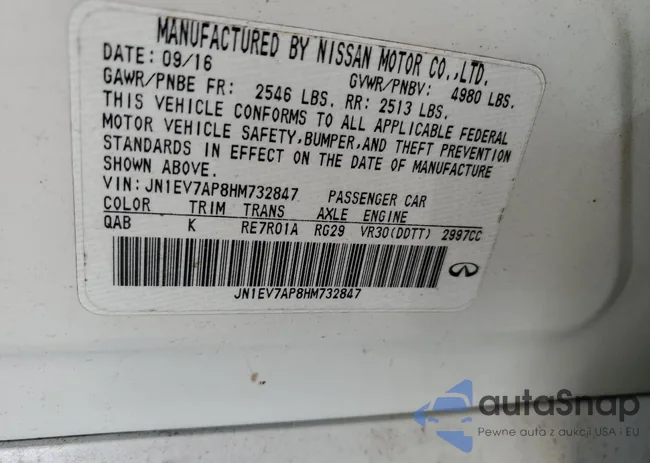 MANUFACTURED BY NISSAN MOTOR CO.,LTD.
DATE: 09/16 GVWR/PNBV: 4980 LBS.
GAWR/PNBE FR: 2546 LBS. RR: 2513 LBS.
THIS VEHICLE CONFORMS TO ALL APPLICABLE FEDERAL
MOTOR VEHICLE SAFETY,BUMPER,AND THEFT PREVENTION
STANDARDS IN EFFECT ON THE DATE OF MANUFACTURE
SHOWN ABOVE.
VIN:JN1EV7AP8HM732847 PASSENGER CAR
COLOR TRIM TRANS AXLE ENGINE
QAB K RE7R01A RG29 VR30(DDTT) 2997CC
JN1EV7AP8HM732847
autaSnap
Pewne auta z aukcji USA - EU